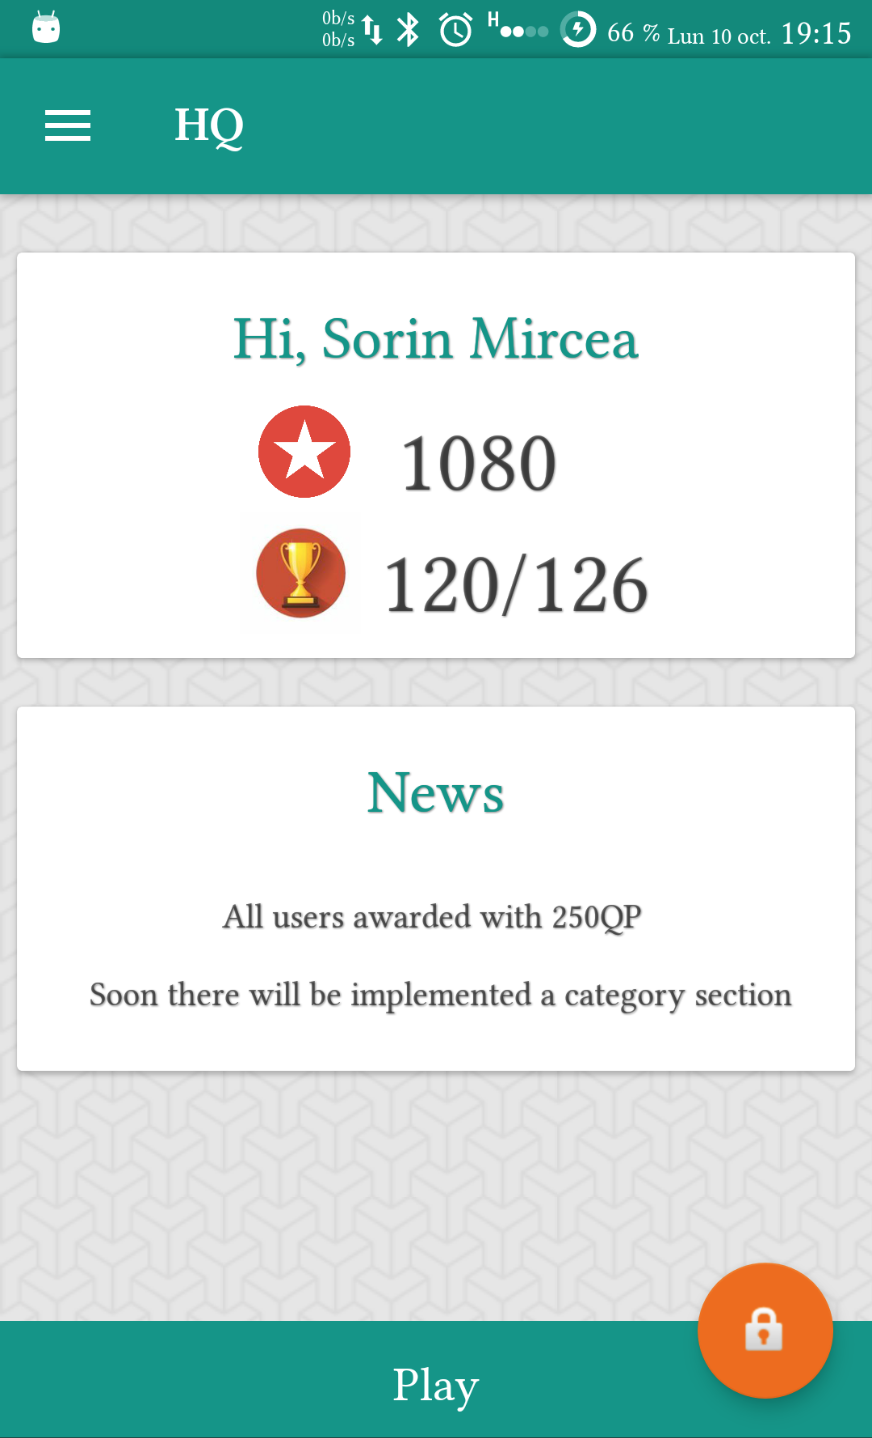 0b/s
0b/s
H
66 % Lun 10 oct. 19:15
HQ
Hi, Sorin Mircea
1080
120/126
News
All users awarded with 250QP
Soon there will be implemented a category section
Play